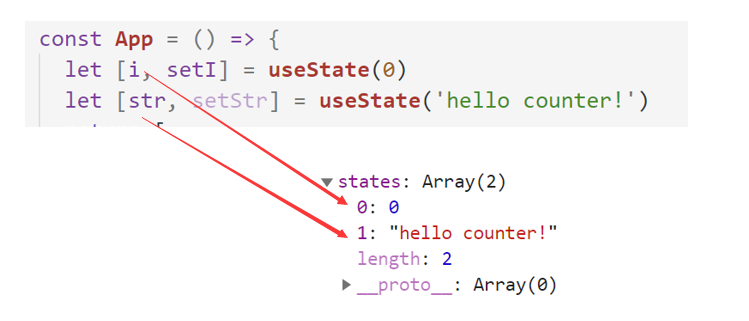 const App = () => {
let [i, setI] = useState(0)
let [str, setStr] = useState('hello counter!')
states: Array(2)
0: 0
1: "hello counter!"
length: 2
__proto__: Array(0)